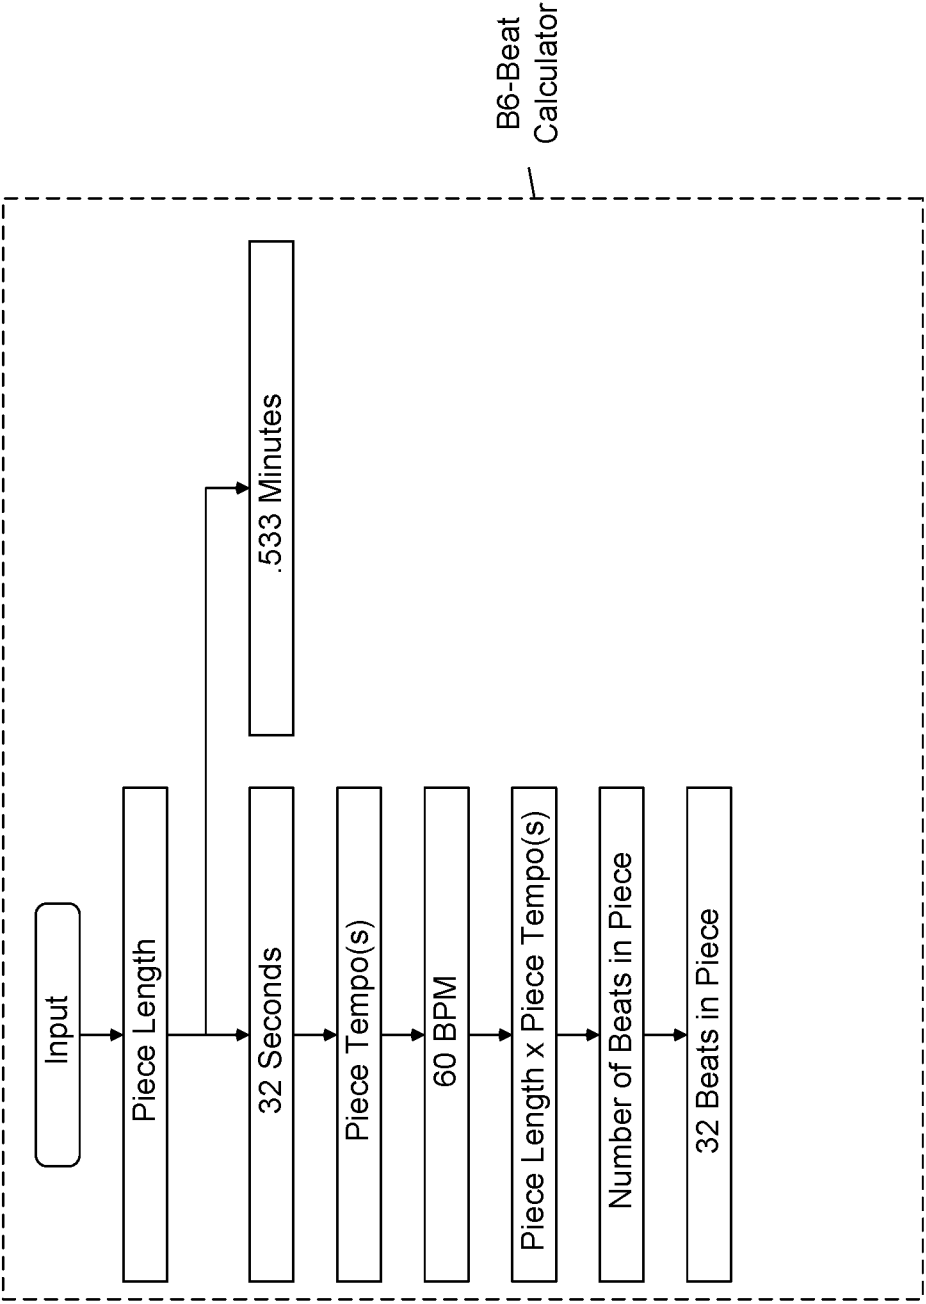 Input
Piece Length
32 Seconds
.533 Minutes
Piece Tempo(s)
60 BPM
Piece Length x Piece Tempo(s)
Number of Beats in Piece
32 Beats in Piece
B6-Beat
Calculator